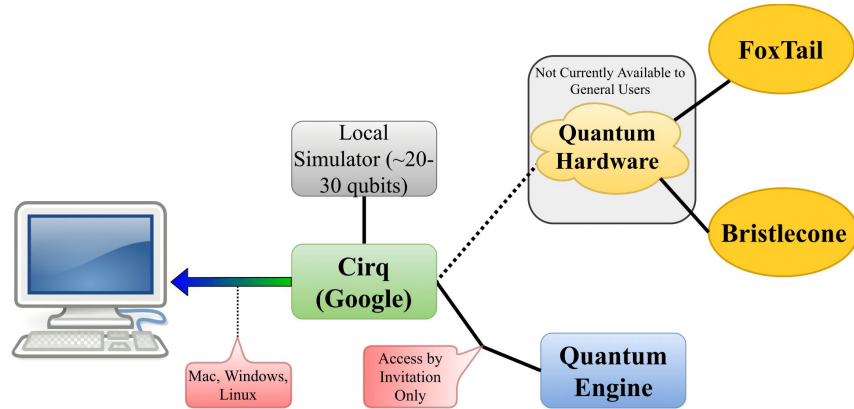 FoxTail
Not Currently Available to
General Users
Quantum
Hardware
Local
Simulator (~20-
30 qubits)
Bristlecone
Cirq
(Google)
Mac, Windows,
Linux
Access by
Invitation
Only
Quantum
Engine